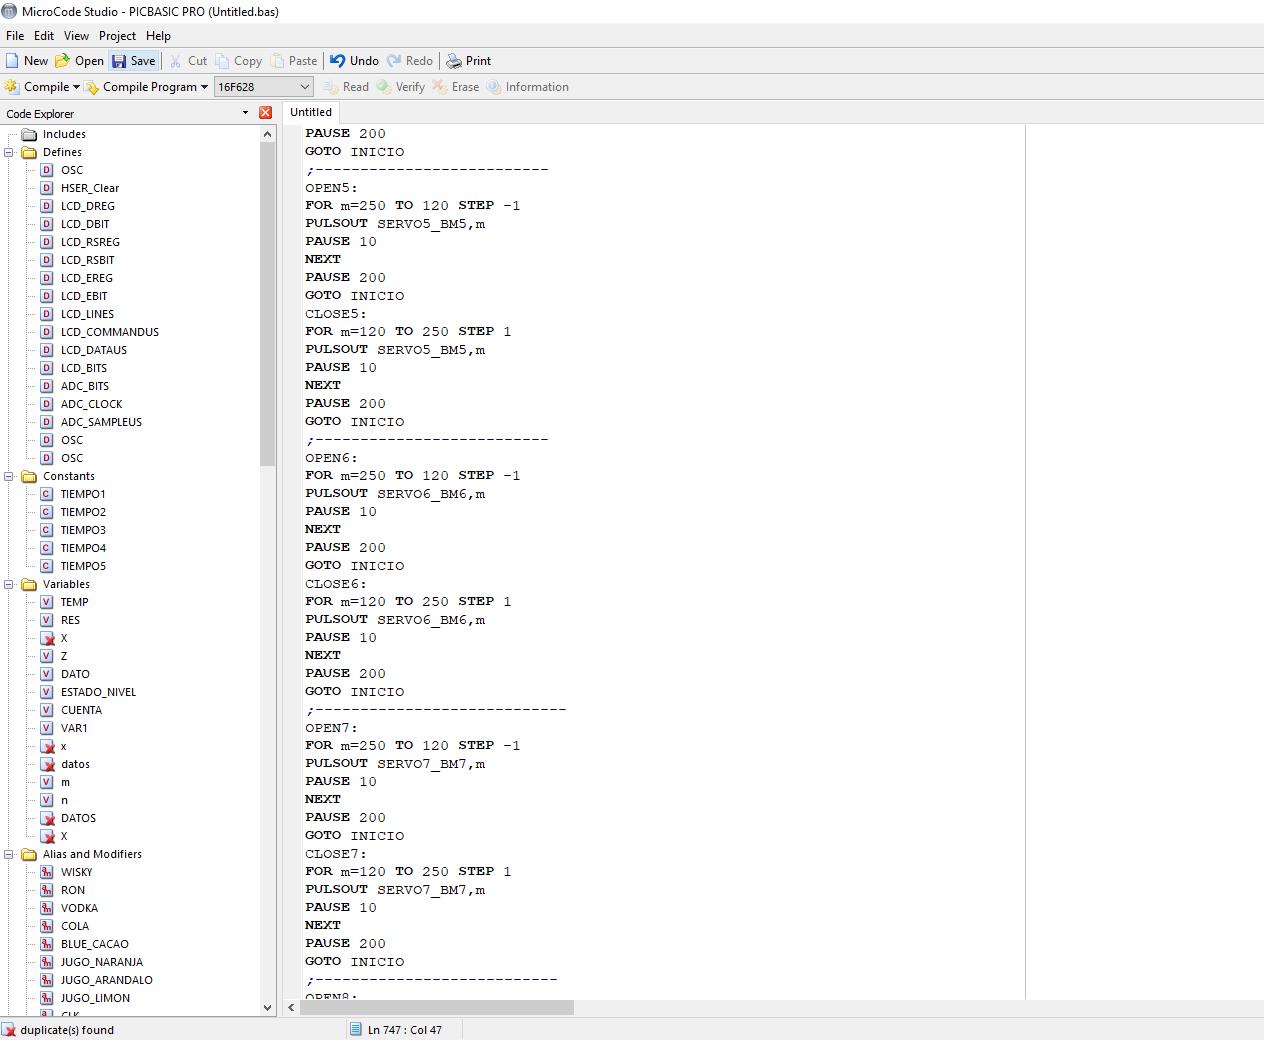 MicroCode Studio - PICBASIC PRO (Untitled.bas)
File Edit View Project Help
New Open Save Cut Copy Paste Undo Redo Print
Compile Compile Program 16F628 Read Verify Erase Information
Code Explorer
Includes
Defines
OSC
HSER_Clear
LCD_DREG
LCD_DBIT
LCD_RSREG
LCD_RSBIT
LCD_EREG
LCD_EBIT
LCD_LINES
LCD_COMMANDUS
LCD_DATAUS
LCD_BITS
ADC_BITS
ADC_CLOCK
ADC_SAMPLEUS
OSC
OSC
Constants
TIEMPO1
TIEMPO2
TIEMPO3
TIEMPO4
TIEMPO5
Variables
TEMP
RES
X
Z
DATO
ESTADO_NIVEL
CUENTA
VAR1
x
datos
m
n
DATOS
X
Alias and Modifiers
WISKY
RON
VODKA
COLA
BLUE_CACAO
JUGO_NARANJA
JUGO_ARANDALO
JUGO_LIMON
CLK
Untitled
PAUSE 200
GOTO INICIO
;--------------------------
OPEN5:
FOR m=250 TO 120 STEP -1
PULSOUT SERVO5_BM5,m
PAUSE 10
NEXT
PAUSE 200
GOTO INICIO
CLOSE5:
FOR m=120 TO 250 STEP 1
PULSOUT SERVO5_BM5,m
PAUSE 10
NEXT
PAUSE 200
GOTO INICIO
;--------------------------
OPEN6:
FOR m=250 TO 120 STEP -1
PULSOUT SERVO6_BM6,m
PAUSE 10
NEXT
PAUSE 200
GOTO INICIO
CLOSE6:
FOR m=120 TO 250 STEP 1
PULSOUT SERVO6_BM6,m
PAUSE 10
NEXT
PAUSE 200
GOTO INICIO
;----------------------------
OPEN7:
FOR m=250 TO 120 STEP -1
PULSOUT SERVO7_BM7,m
PAUSE 10
NEXT
PAUSE 200
GOTO INICIO
CLOSE7:
FOR m=120 TO 250 STEP 1
PULSOUT SERVO7_BM7,m
PAUSE 10
NEXT
PAUSE 200
GOTO INICIO
;---------------------------
OPEN8:
duplicate(s) found
Ln 747 : Col 47